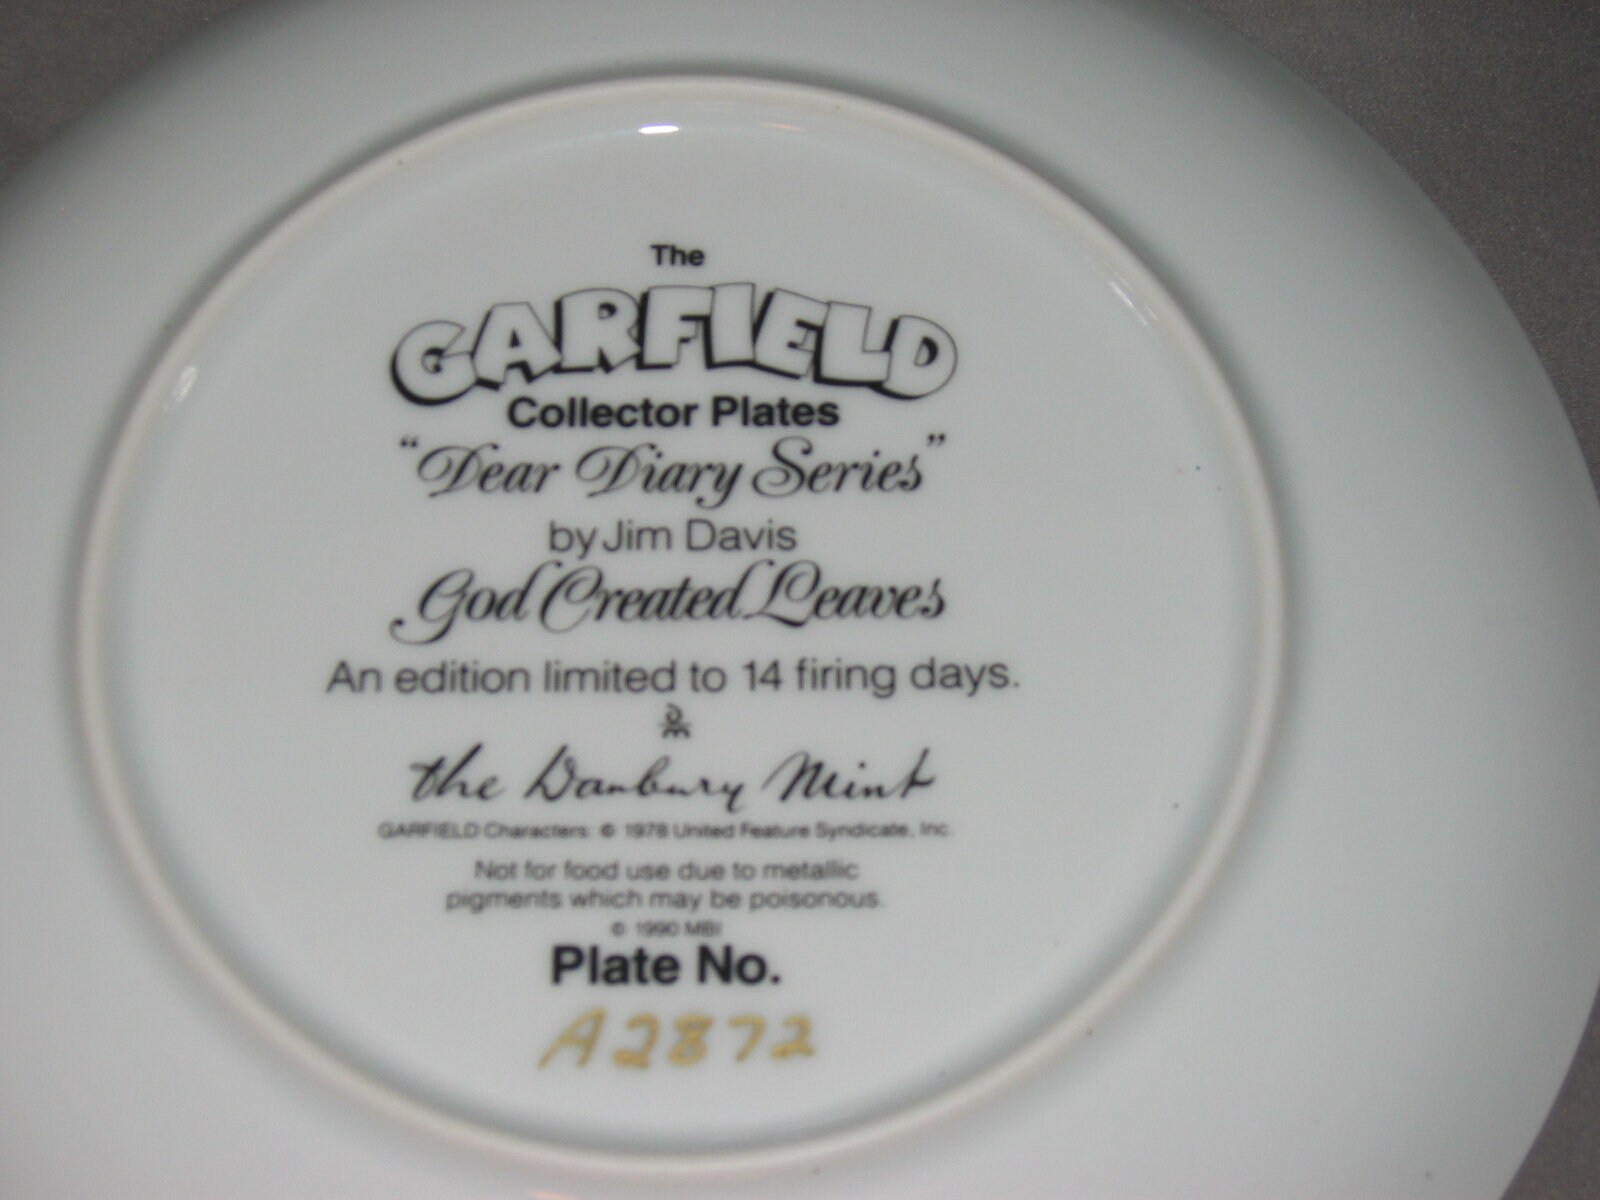 The
GARFIELD
Collector Plates
“Dear Diary Series”
by Jim Davis
God Created Leaves
An edition limited to 14 firing days.
DM
the Danbury Mint
GARFIELD Characters: © 1978 United Feature Syndicate, Inc.
Not for food use due to metallic
pigments which may be poisonous.
© 1990 MBI
Plate No.
A2872